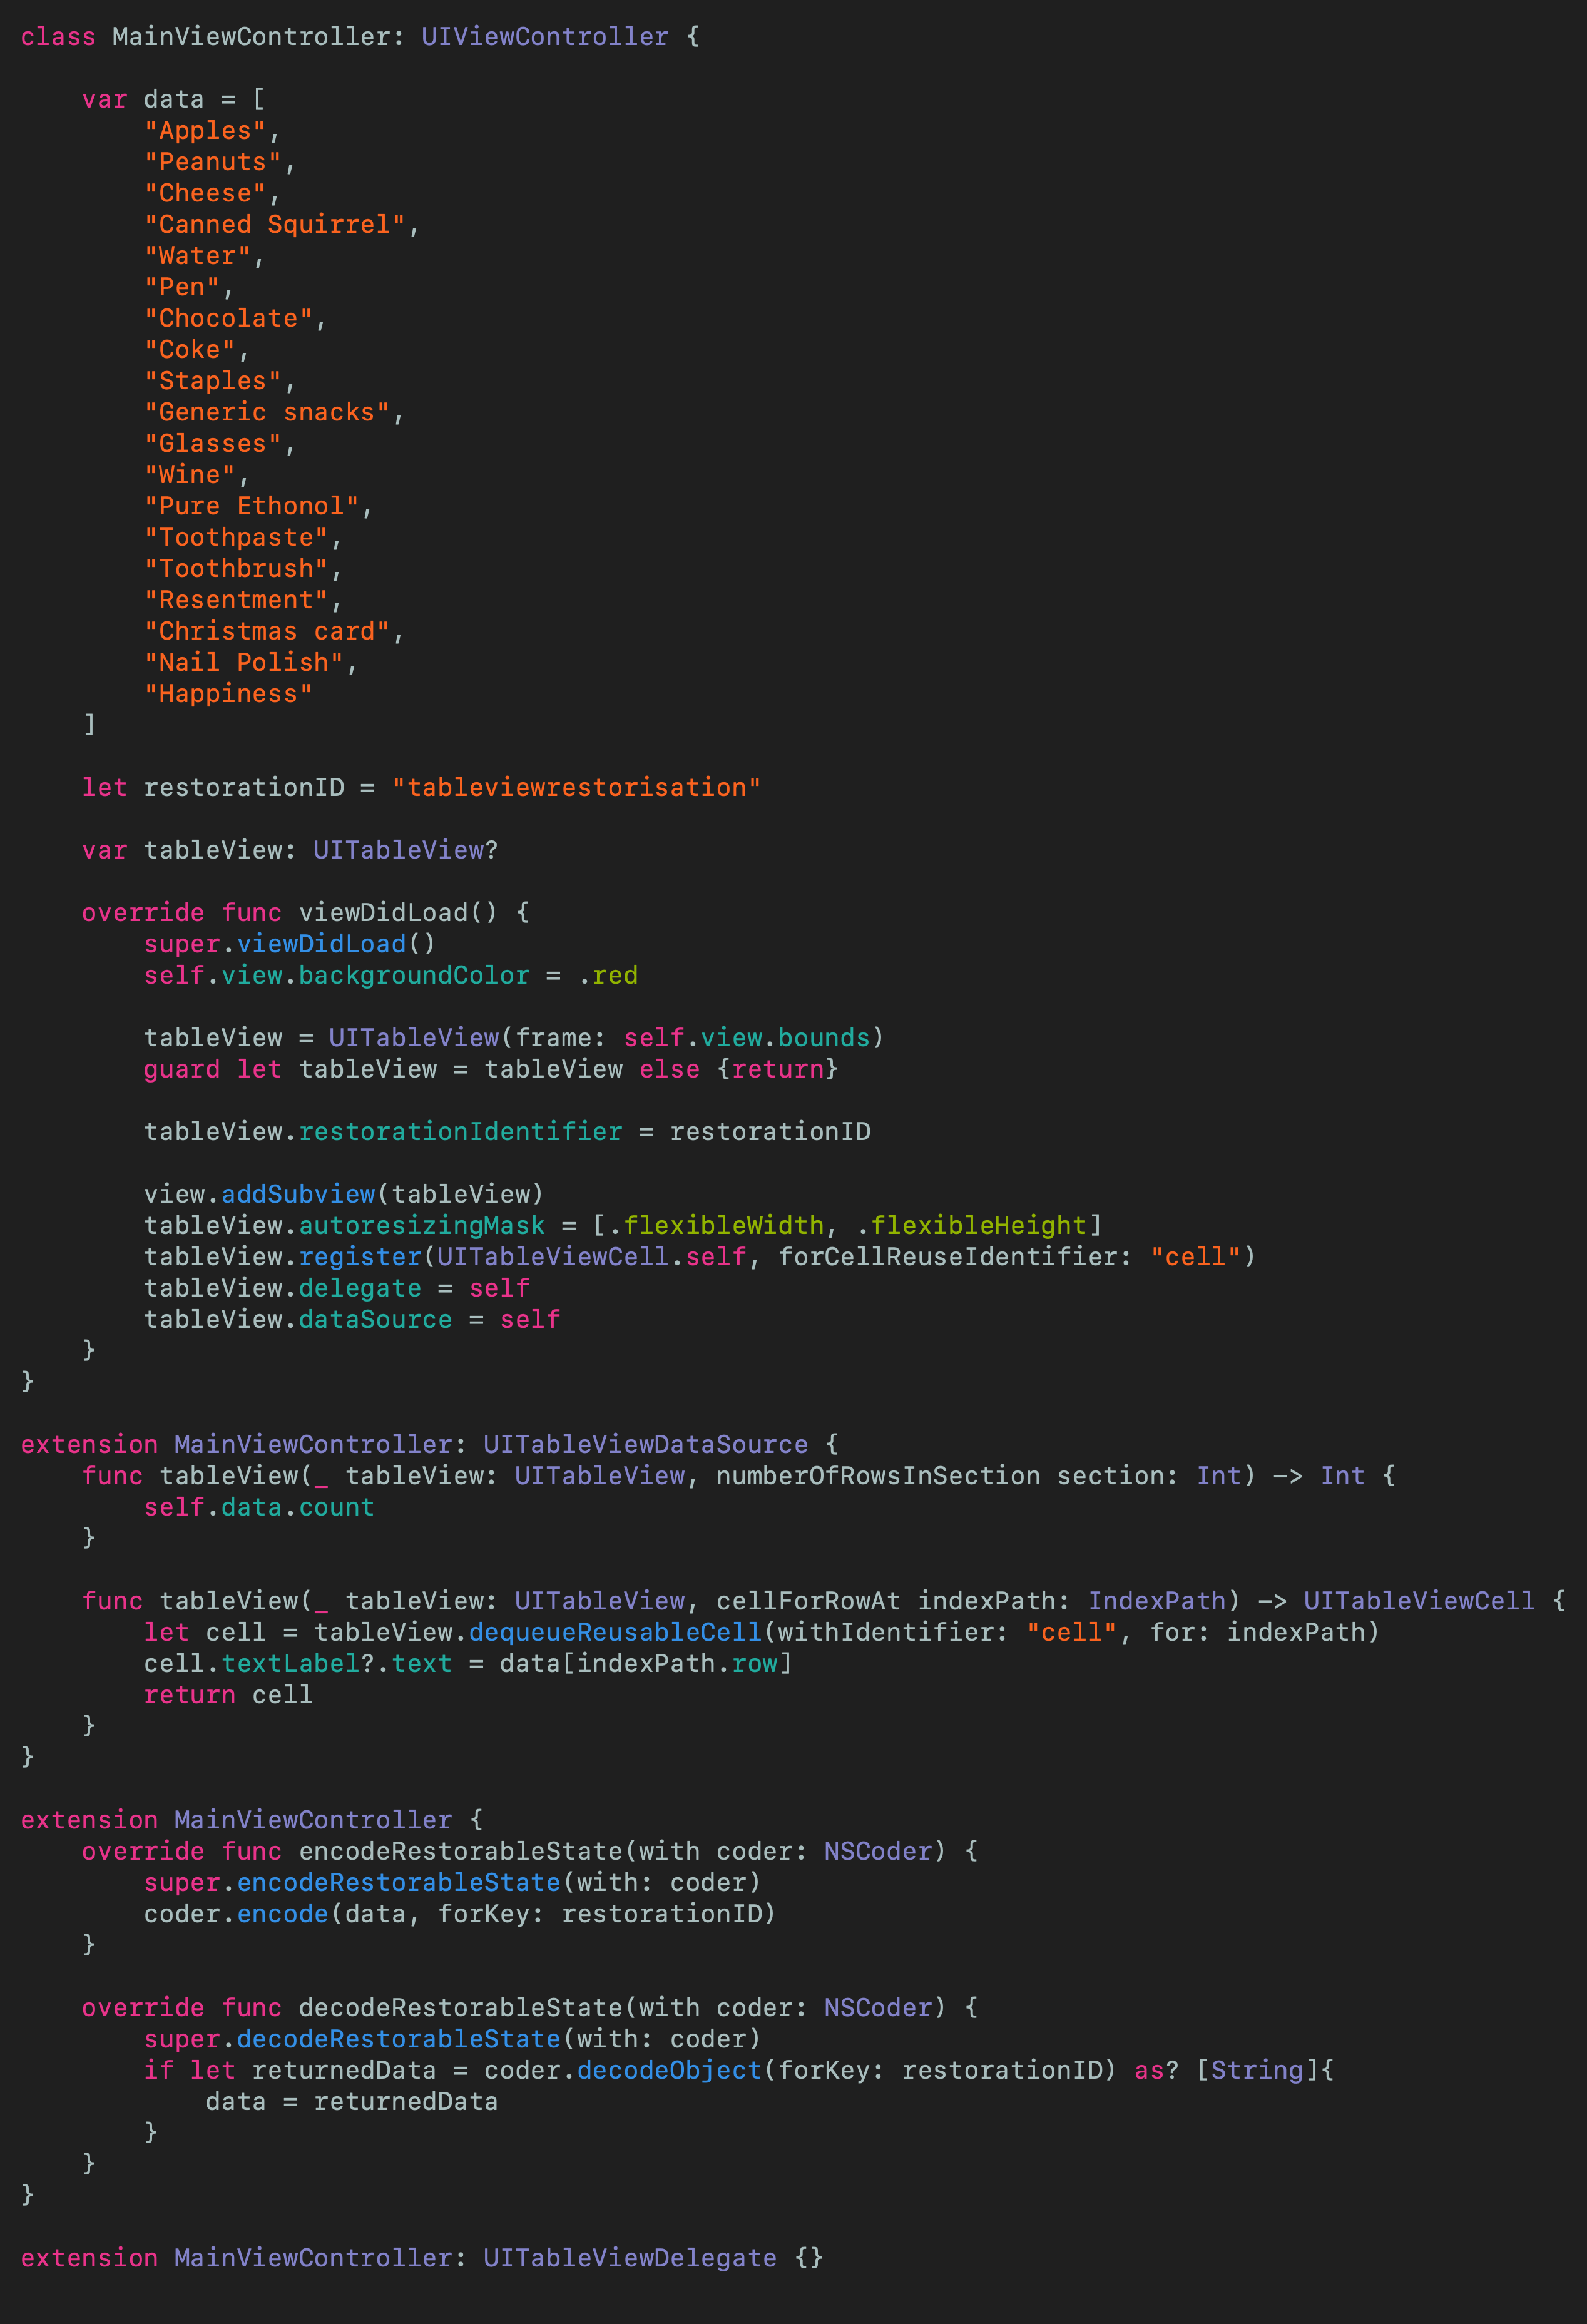 class MainViewController: UIViewController {
var data = [
"Apples",
"Peanuts",
"Cheese",
"Canned Squirrel",
"Water",
"Pen",
"Chocolate",
"Coke",
"Staples",
"Generic snacks",
"Glasses",
"Wine",
"Pure Ethonol",
"Toothpaste",
"Toothbrush",
"Resentment",
"Christmas card",
"Nail Polish",
"Happiness"
]
let restorationID = "tableviewrestorisation"
var tableView: UITableView?
override func viewDidLoad() {
super.viewDidLoad()
self.view.backgroundColor = .red
tableView = UITableView(frame: self.view.bounds)
guard let tableView = tableView else {return}
tableView.restorationIdentifier = restorationID
view.addSubview(tableView)
tableView.autoresizingMask = [.flexibleWidth, .flexibleHeight]
tableView.register(UITableViewCell.self, forCellReuseIdentifier: "cell")
tableView.delegate = self
tableView.dataSource = self
}
}
extension MainViewController: UITableViewDataSource {
func tableView(_ tableView: UITableView, numberOfRowsInSection section: Int) -> Int {
self.data.count
}
func tableView(_ tableView: UITableView, cellForRowAt indexPath: IndexPath) -> UITableViewCell {
let cell = tableView.dequeueReusableCell(withIdentifier: "cell", for: indexPath)
cell.textLabel?.text = data[indexPath.row]
return cell
}
}
extension MainViewController {
override func encodeRestorableState(with coder: NSCoder) {
super.encodeRestorableState(with: coder)
coder.encode(data, forKey: restorationID)
}
override func decodeRestorableState(with coder: NSCoder) {
super.decodeRestorableState(with: coder)
if let returnedData = coder.decodeObject(forKey: restorationID) as? [String]{
data = returnedData
}
}
}
extension MainViewController: UITableViewDelegate {}